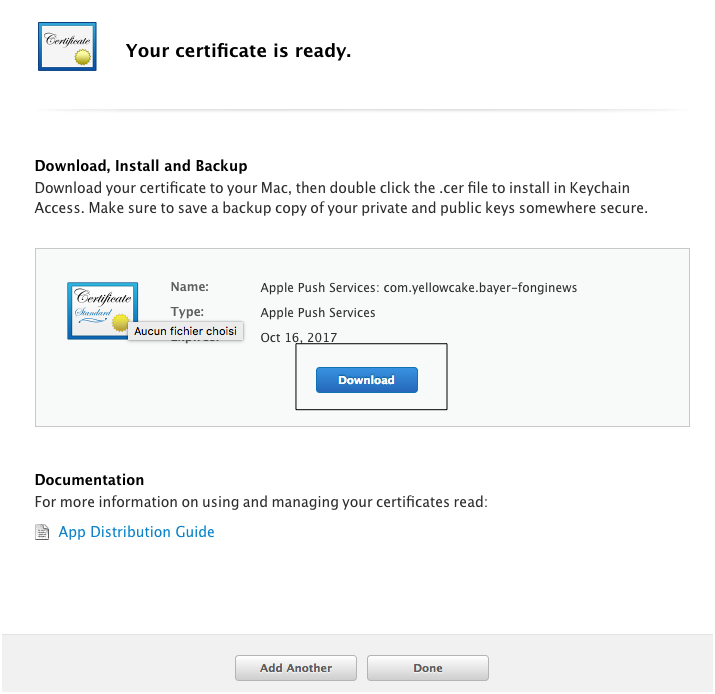 Certificate
Your certificate is ready.
Download, Install and Backup
Download your certificate to your Mac, then double click the .cer file to install in Keychain
Access. Make sure to save a backup copy of your private and public keys somewhere secure.
Certificate
Standard
Name: Apple Push Services: com.yellowcake.bayer-fonginews
Type: Apple Push Services
Aucun fichier choisi
Expires: Oct 16, 2017
Download
Documentation
For more information on using and managing your certificates read:
App Distribution Guide
Add Another Done